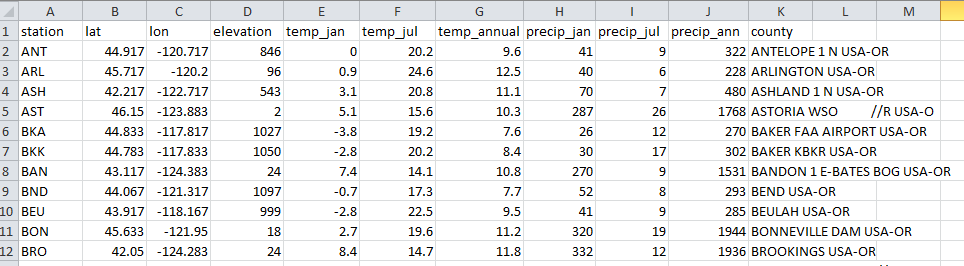 A B C D E F G H I J K L M
1 station lat lon elevation temp_jan temp_jul temp_annual precip_jan precip_jul precip_ann county
2 ANT 44.917 -120.717 846 0 20.2 9.6 41 9 322 ANTELOPE 1 N USA-OR
3 ARL 45.717 -120.2 96 0.9 24.6 12.5 40 6 228 ARLINGTON USA-OR
4 ASH 42.217 -122.717 543 3.1 20.8 11.1 70 7 480 ASHLAND 1 N USA-OR
5 AST 46.15 -123.883 2 5.1 15.6 10.3 287 26 1768 ASTORIA WSO //R USA-O
6 BKA 44.833 -117.817 1027 -3.8 19.2 7.6 26 12 270 BAKER FAA AIRPORT USA-OR
7 BKK 44.783 -117.833 1050 -2.8 20.2 8.4 30 17 302 BAKER KBKR USA-OR
8 BAN 43.117 -124.383 24 7.4 14.1 10.8 270 9 1531 BANDON 1 E-BATES BOG USA-OR
9 BND 44.067 -121.317 1097 -0.7 17.3 7.7 52 8 293 BEND USA-OR
10 BEU 43.917 -118.167 999 -2.8 22.5 9.5 41 9 285 BEULAH USA-OR
11 BON 45.633 -121.95 18 2.7 19.6 11.2 320 19 1944 BONNEVILLE DAM USA-OR
12 BRO 42.05 -124.283 24 8.4 14.7 11.8 332 12 1936 BROOKINGS USA-OR